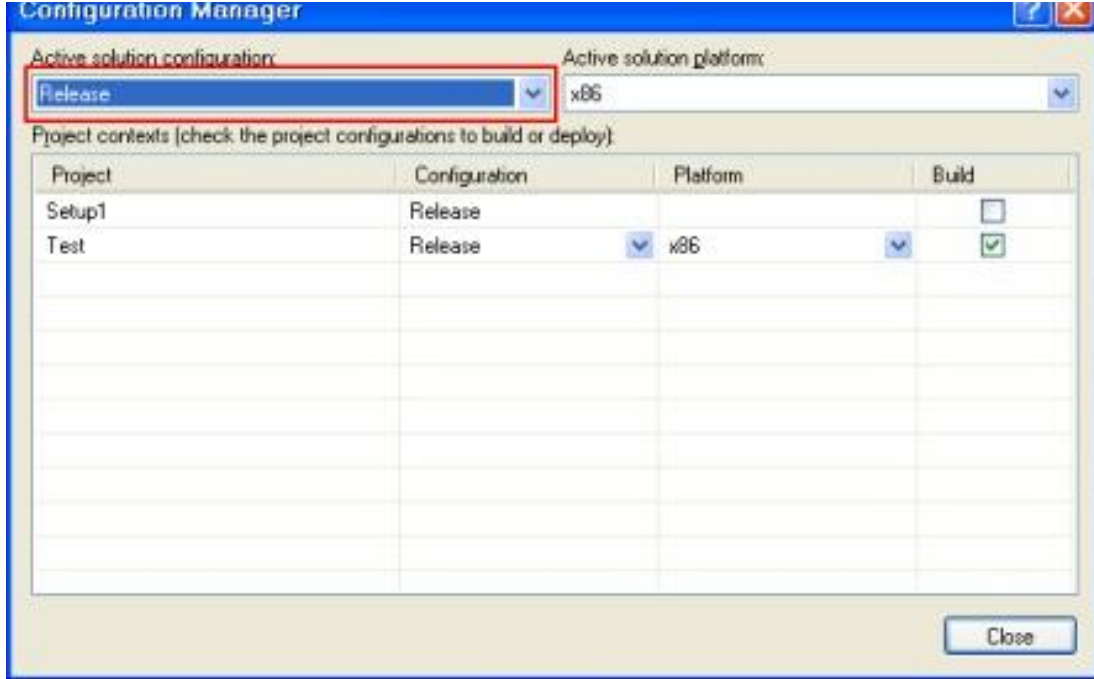 Configuration Manager
Active solution configuration: Active solution platform:
Release x86
Project contexts (check the project configurations to build or deploy):
Project Configuration Platform Build
Setup1 Release
Test Release x86
Close